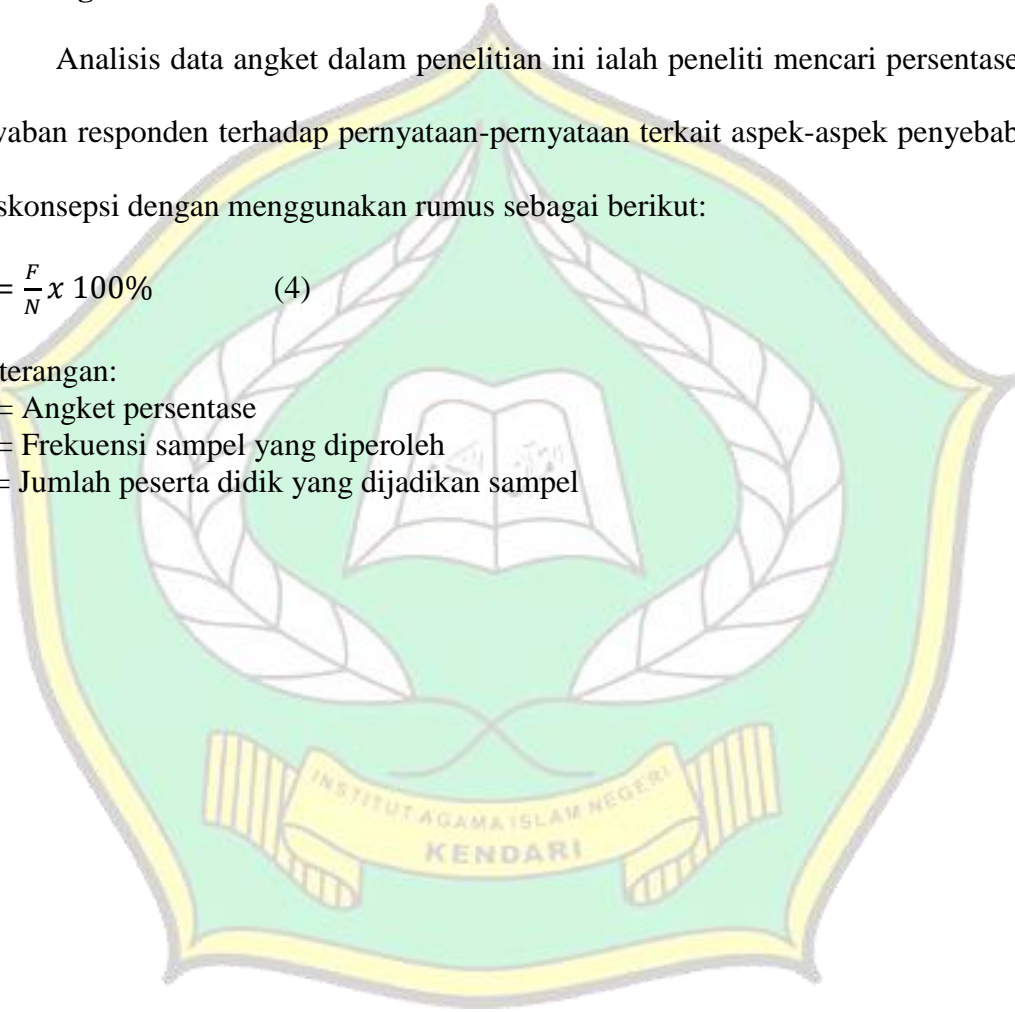 Analisis data angket dalam penelitian ini ialah peneliti mencari persentase
yaban responden terhadap pernyataan-pernyataan terkait aspek-aspek penyebab
skonsepsi dengan menggunakan rumus sebagai berikut:
= F/N x 100% (4)
terangan:
= Angket persentase
= Frekuensi sampel yang diperoleh
= Jumlah peserta didik yang dijadikan sampel
INSTITUT AGAMA ISLAM NEGERI
KENDARI